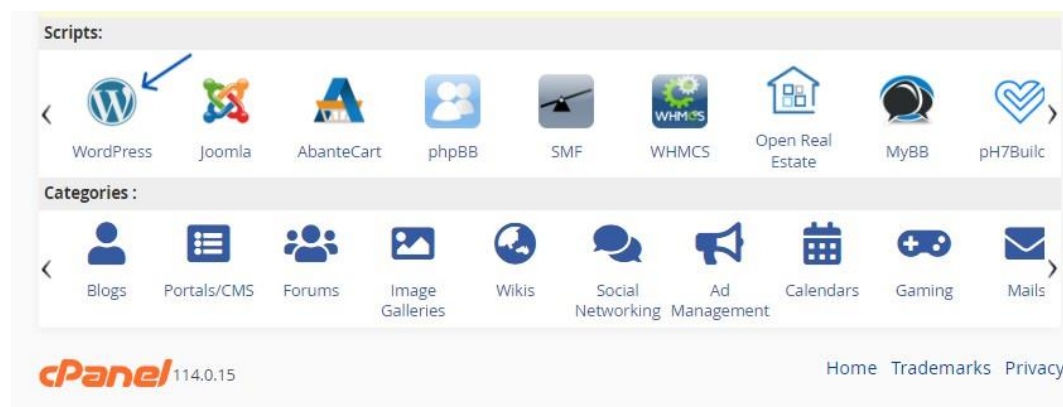 Scripts:
WordPress Joomla AbanteCart phpBB SMF WHMCS Open Real Estate MyBB pH7Builc
WHMCS
Categories :
Blogs Portals/CMS Forums Image Galleries Wikis Social Networking Ad Management Calendars Gaming Mails
cPanel 114.0.15
Home Trademarks Privacy